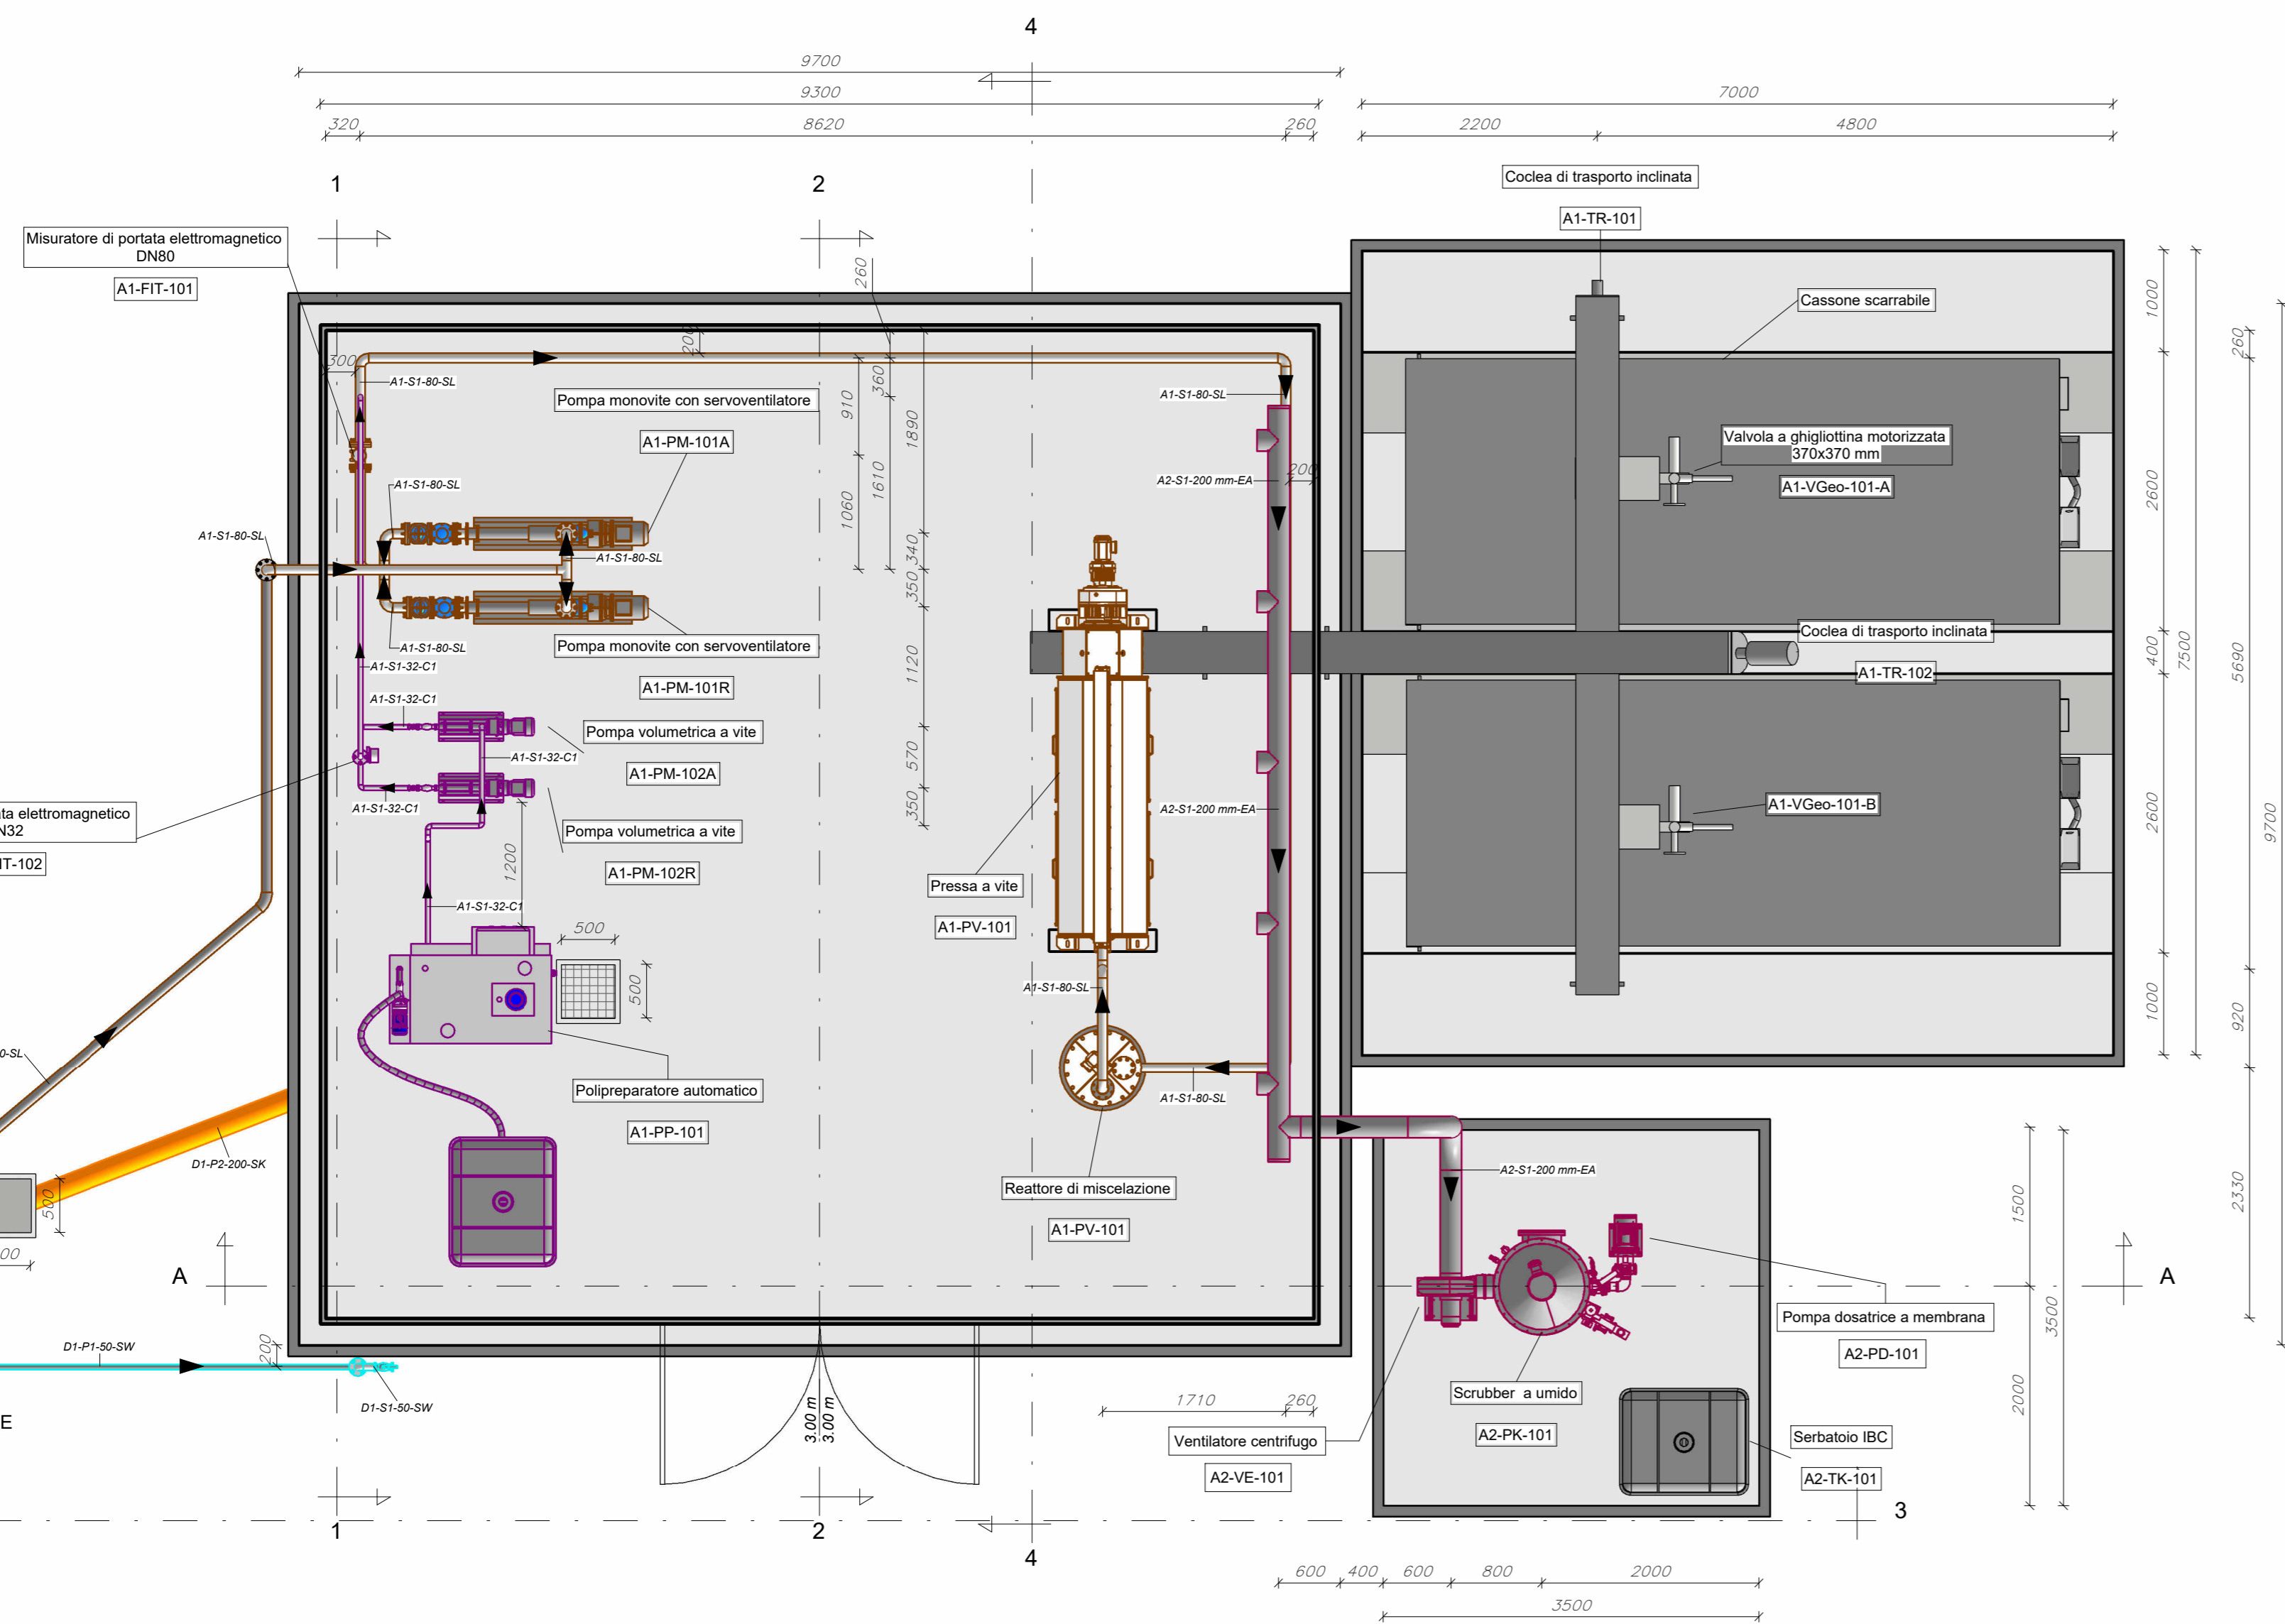 4
9700
9300
7000
320
8620
260
2200
4800
Coclea di trasporto inclinata
1
2
A1-TR-101
Misuratore di portata elettromagnetico
DN80
A1-FIT-101
260
1000
260
Cassone scarrabile
200
300
A1-S1-80-SL
360
910
1890
A1-S1-80-SL
Pompa monovite con servoventilatore
A1-PM-101A
Valvola a ghigliottina motorizzata
370x370 mm
A1-VGeo-101-A
1610
1060
A2-S1-200 mm-EA
200
2600
A1-S1-80-SL
A1-S1-80-SL
A1-S1-80-SL
340
350
Pompa monovite con servoventilatore
A1-PM-101R
A1-S1-80-SL
A1-S1-32-C1
Coclea di trasporto inclinata
A1-TR-102
400
7500
5690
1120
A1-S1-32-C1
Pompa volumetrica a vite
A1-PM-102A
A1-S1-32-C1
570
A1-S1-32-C1
350
A2-S1-200 mm-EA
A1-VGeo-101-B
2600
9700
ta elettromagnetico
N32
IT-102
Pompa volumetrica a vite
A1-PM-102R
1200
Pressa a vite
A1-PV-101
A1-S1-32-C1
500
500
A1-S1-80-SL
1000
920
0-SL
Polipreparatore automatico
A1-PP-101
A1-S1-80-SL
D1-P2-200-SK
500
00
Reattore di miscelazione
A1-PV-101
A2-S1-200 mm-EA
1500
2330
3500
A
A
Pompa dosatrice a membrana
A2-PD-101
D1-P1-50-SW
200
D1-S1-50-SW
E
3.00 m
3.00 m
1710
260
Scrubber a umido
A2-PK-101
2000
Ventilatore centrifugo
A2-VE-101
Serbatoio IBC
A2-TK-101
1
2
4
3
600
400
600
800
2000
3500